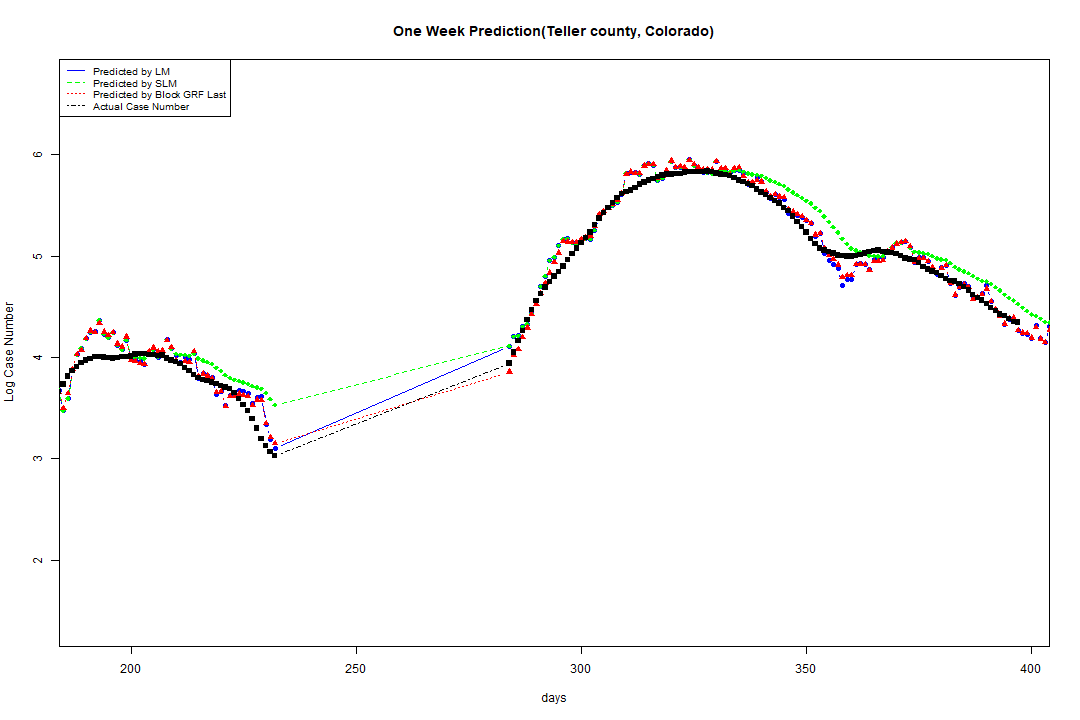 One Week Prediction(Teller county, Colorado)
Predicted by LM
Predicted by SLM
Predicted by Block GRF Last
Actual Case Number
6
5
4
3
2
Log Case Number
200
250
300
350
400
days